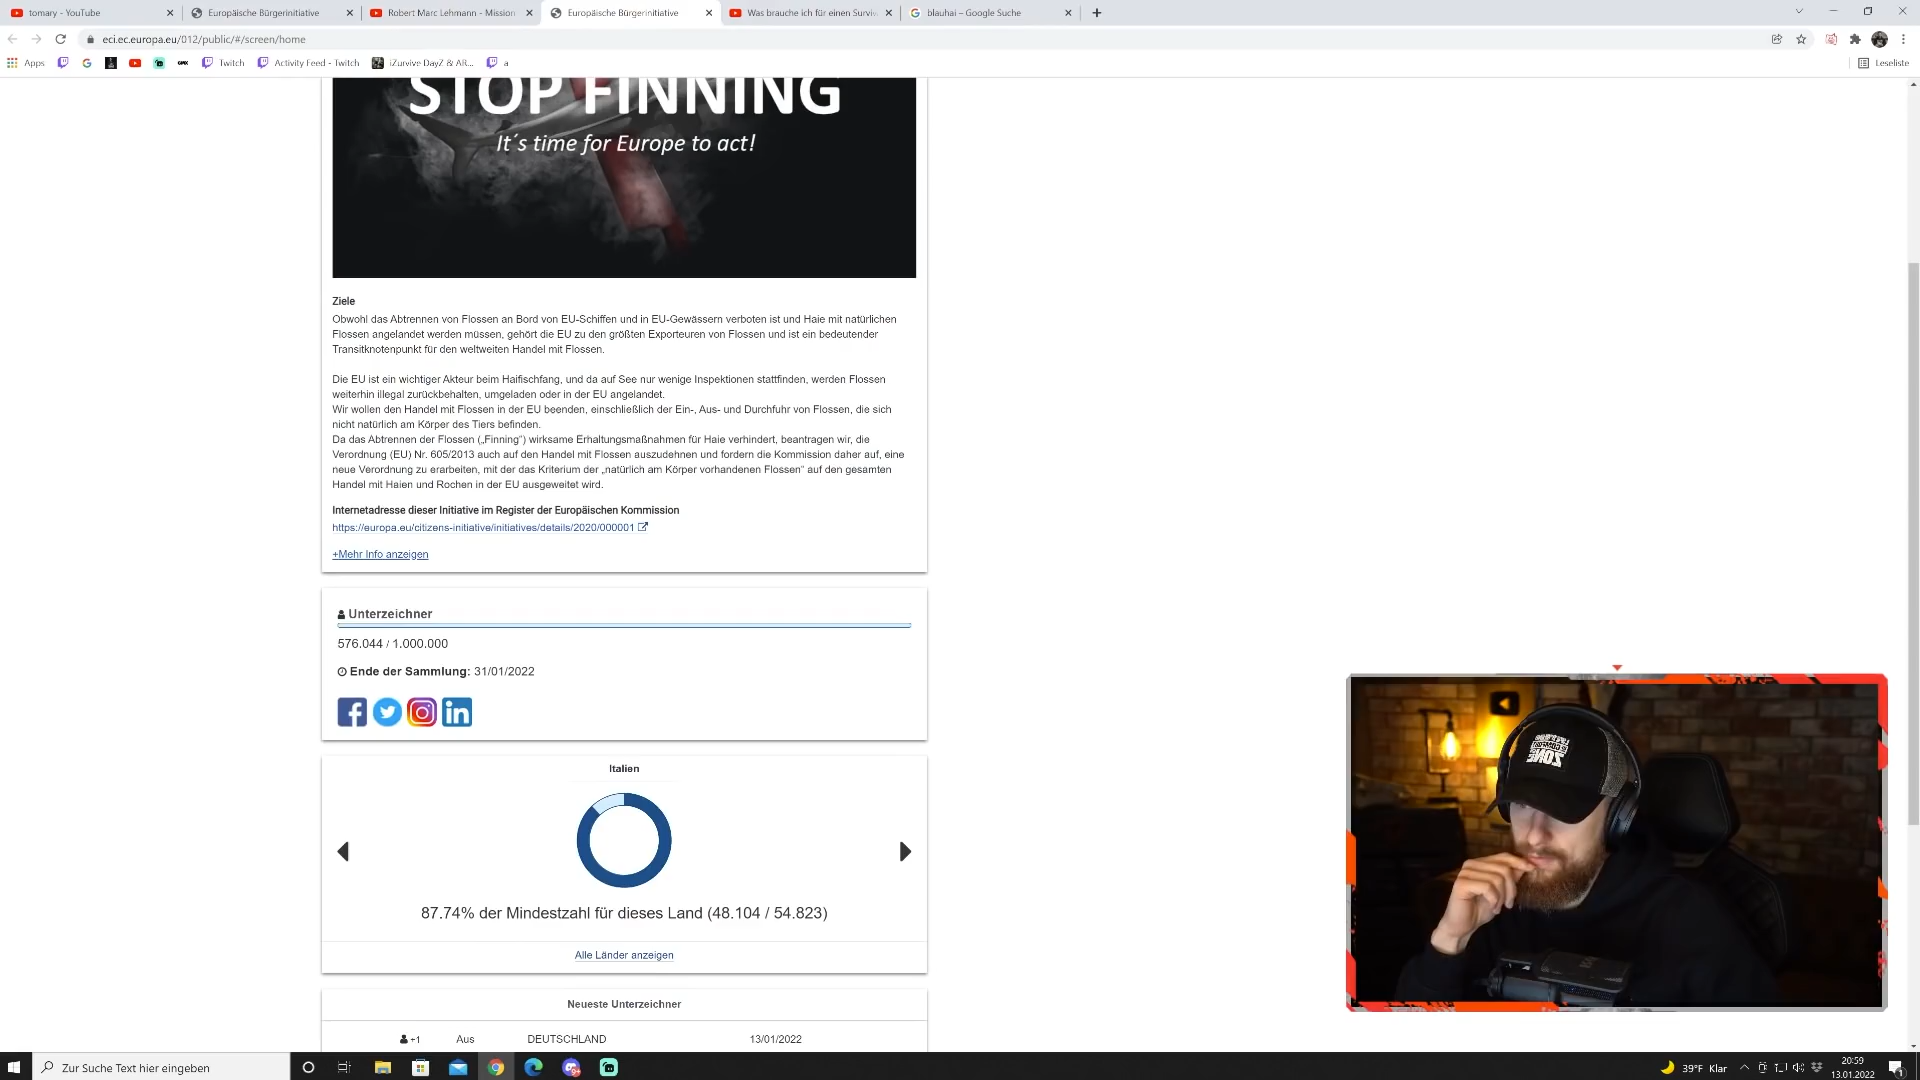 tomary - YouTube
Europäische Bürgerinitiative
Robert Marc Lehmann - Mission
Europäische Bürgerinitiative
Was brauche ich für einen Surviv
blauhai – Google Suche
eci.ec.europa.eu/012/public/#/screen/home
Apps
Twitch
Activity Feed - Twitch
iZurvive DayZ & AR...
a
Leseliste
STOP FINNING
It´s time for Europe to act!
Ziele
Obwohl das Abtrennen von Flossen an Bord von EU-Schiffen und in EU-Gewässern verboten ist und Haie mit natürlichen
Flossen angelandet werden müssen, gehört die EU zu den größten Exporteuren von Flossen und ist ein bedeutender
Transitknotenpunkt für den weltweiten Handel mit Flossen.
Die EU ist ein wichtiger Akteur beim Haifischfang, und da auf See nur wenige Inspektionen stattfinden, werden Flossen
weiterhin illegal zurückbehalten, umgeladen oder in der EU angelandet.
Wir wollen den Handel mit Flossen in der EU beenden, einschließlich der Ein-, Aus- und Durchfuhr von Flossen, die sich
nicht natürlich am Körper des Tiers befinden.
Da das Abtrennen der Flossen („Finning“) wirksame Erhaltungsmaßnahmen für Haie verhindert, beantragen wir, die
Verordnung (EU) Nr. 605/2013 auch auf den Handel mit Flossen auszudehnen und fordern die Kommission daher auf, eine
neue Verordnung zu erarbeiten, mit der das Kriterium der „natürlich am Körper vorhandenen Flossen“ auf den gesamten
Handel mit Haien und Rochen in der EU ausgeweitet wird.
Internetadresse dieser Initiative im Register der Europäischen Kommission
https://europa.eu/citizens-initiative/initiatives/details/2020/000001
+Mehr Info anzeigen
Unterzeichner
576.044 / 1.000.000
Ende der Sammlung: 31/01/2022
Italien
87.74% der Mindestzahl für dieses Land (48.104 / 54.823)
Alle Länder anzeigen
Neueste Unterzeichner
+1 Aus DEUTSCHLAND 13/01/2022
Zur Suche Text hier eingeben
39°F Klar
20:59
13.01.2022